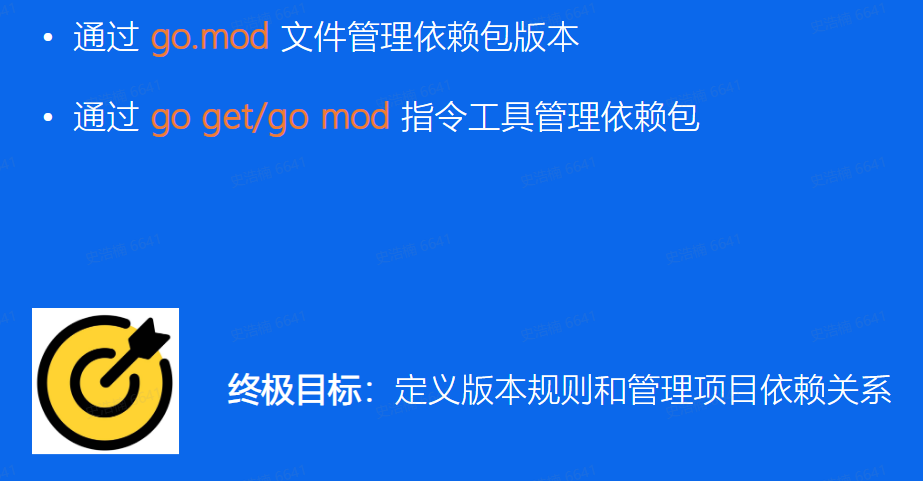 • 通过 go.mod 文件管理依赖包版本
• 通过 go get/go mod 指令工具管理依赖包
终极目标：定义版本规则和管理项目依赖关系